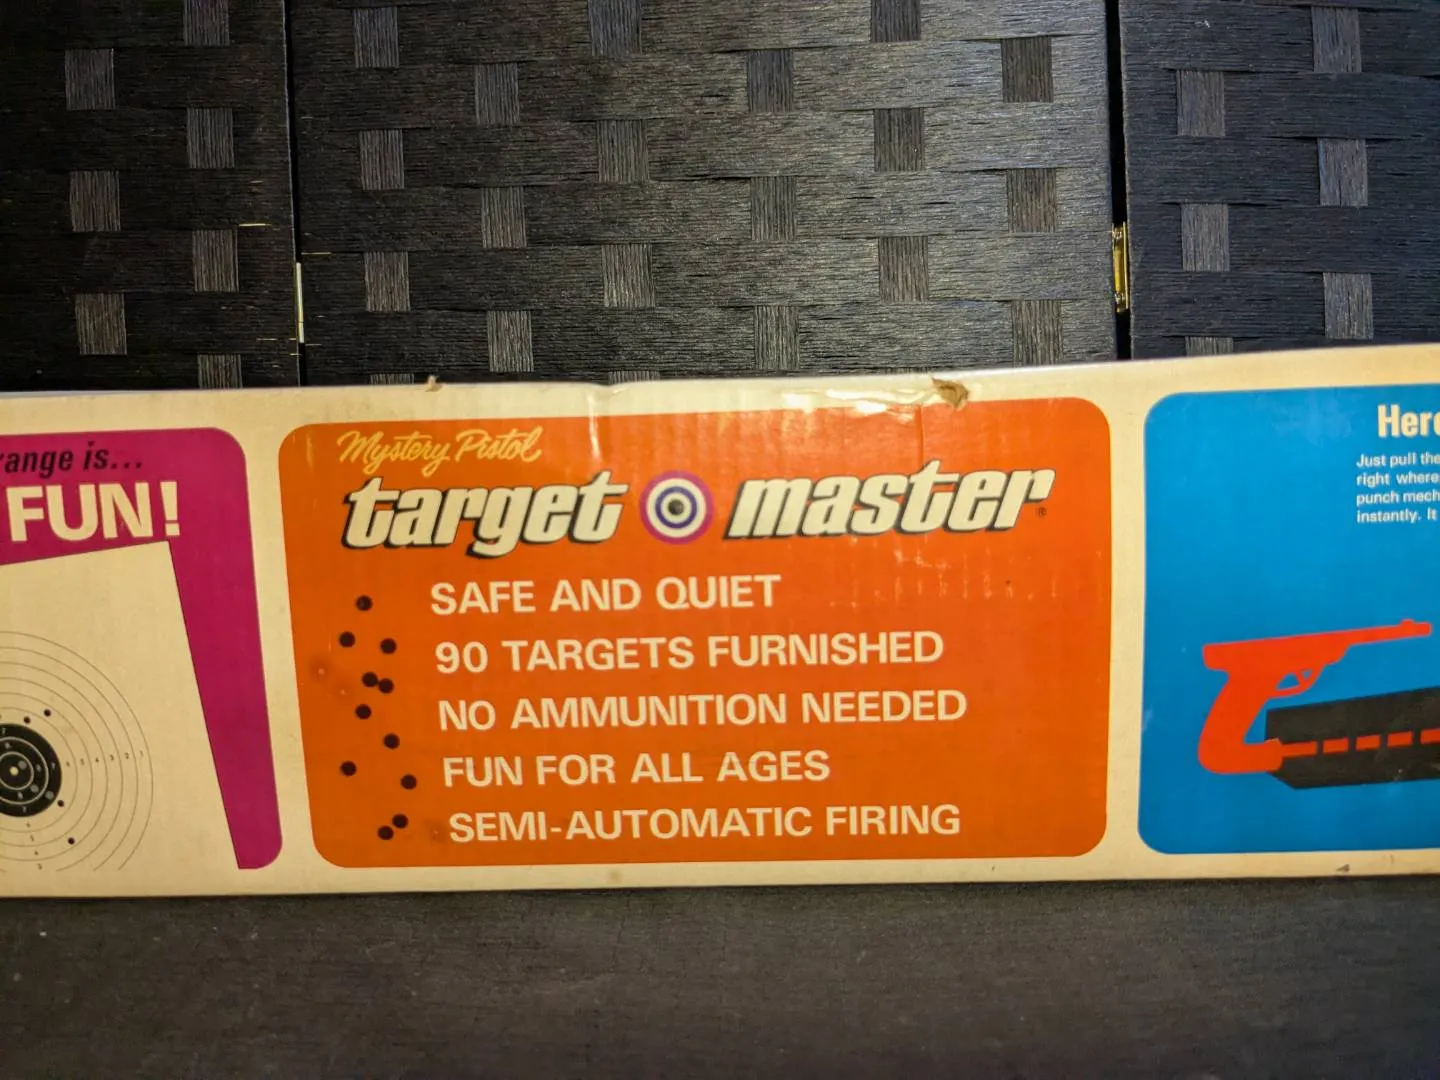 range is...
FUN!
Mystery Pistol
target master®
SAFE AND QUIET
90 TARGETS FURNISHED
NO AMMUNITION NEEDED
FUN FOR ALL AGES
SEMI-AUTOMATIC FIRING
Here
Just pull the
right where
punch mech
instantly. It